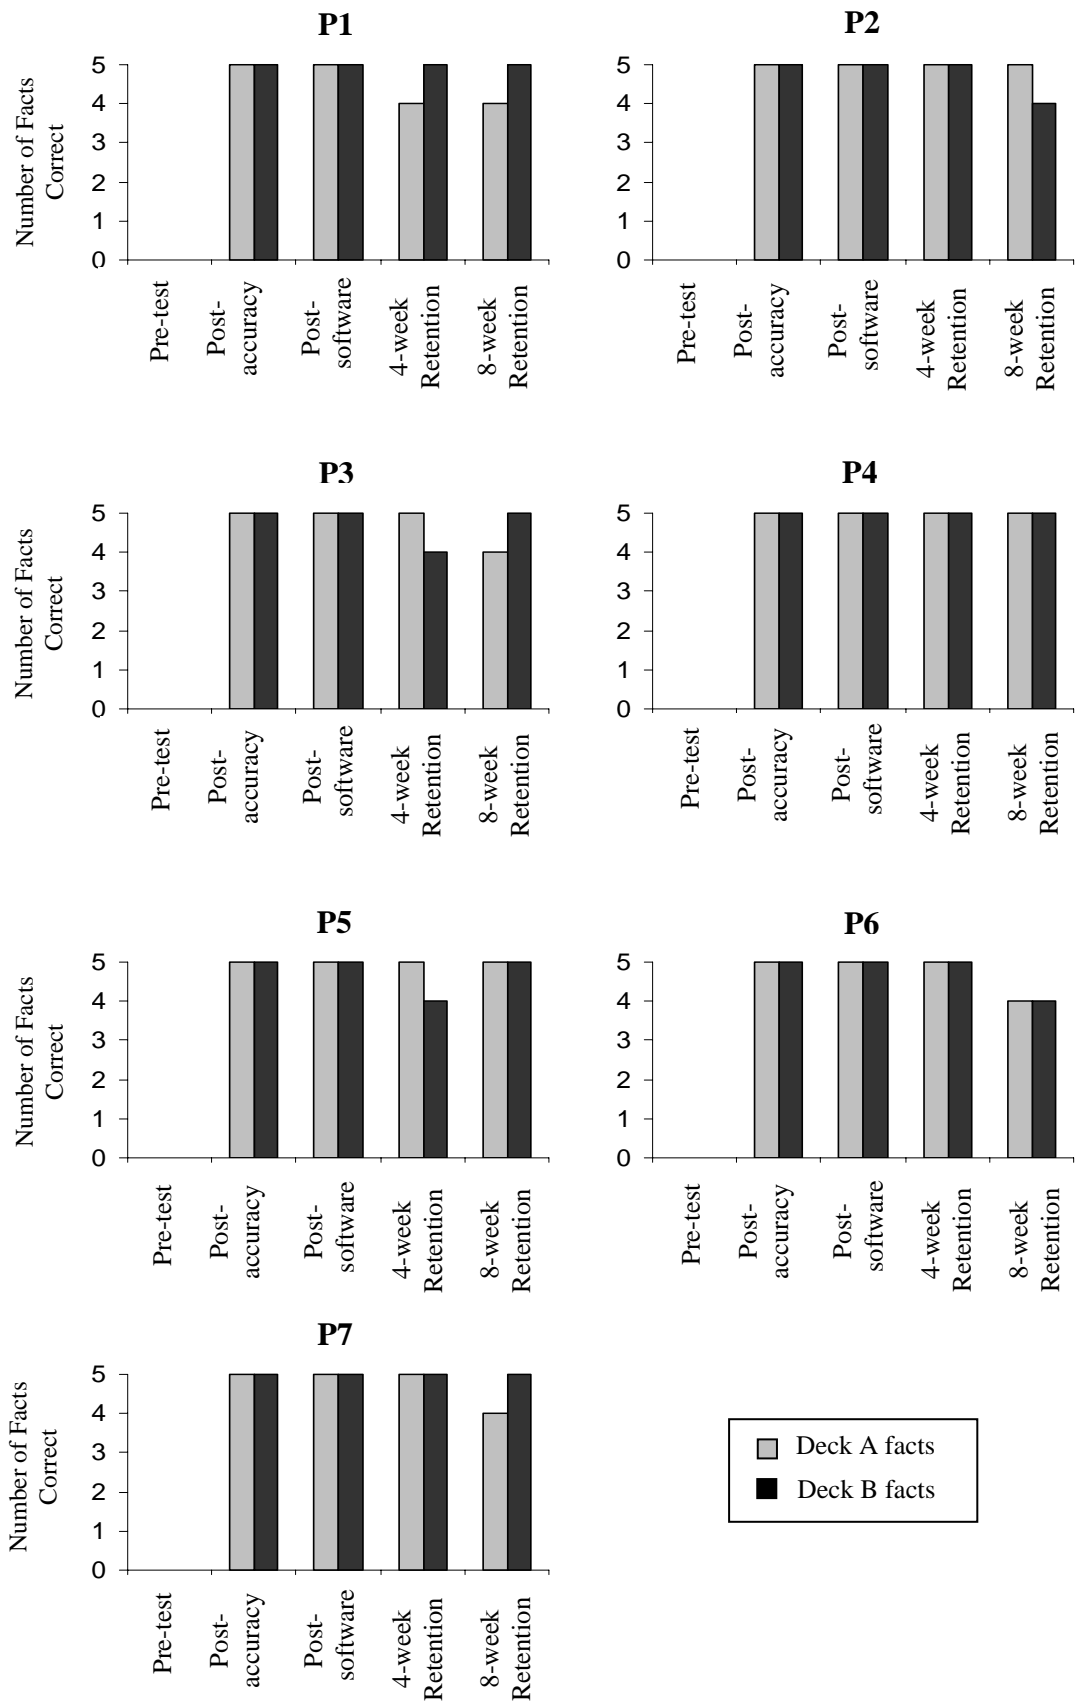 P1
Number of Facts
Correct
5
4
3
2
1
0
Pre-test
Post-
accuracy
Post-
software
4-week
Retention
8-week
Retention
P2
5
4
3
2
1
0
Pre-test
Post-
accuracy
Post-
software
4-week
Retention
8-week
Retention
P3
Number of Facts
Correct
5
4
3
2
1
0
Pre-test
Post-
accuracy
Post-
software
4-week
Retention
8-week
Retention
P4
5
4
3
2
1
0
Pre-test
Post-
accuracy
Post-
software
4-week
Retention
8-week
Retention
P5
Number of Facts
Correct
5
4
3
2
1
0
Pre-test
Post-
accuracy
Post-
software
4-week
Retention
8-week
Retention
P6
5
4
3
2
1
0
Pre-test
Post-
accuracy
Post-
software
4-week
Retention
8-week
Retention
P7
Number of Facts
Correct
5
4
3
2
1
0
Pre-test
Post-
accuracy
Post-
software
4-week
Retention
8-week
Retention
Deck A facts
Deck B facts